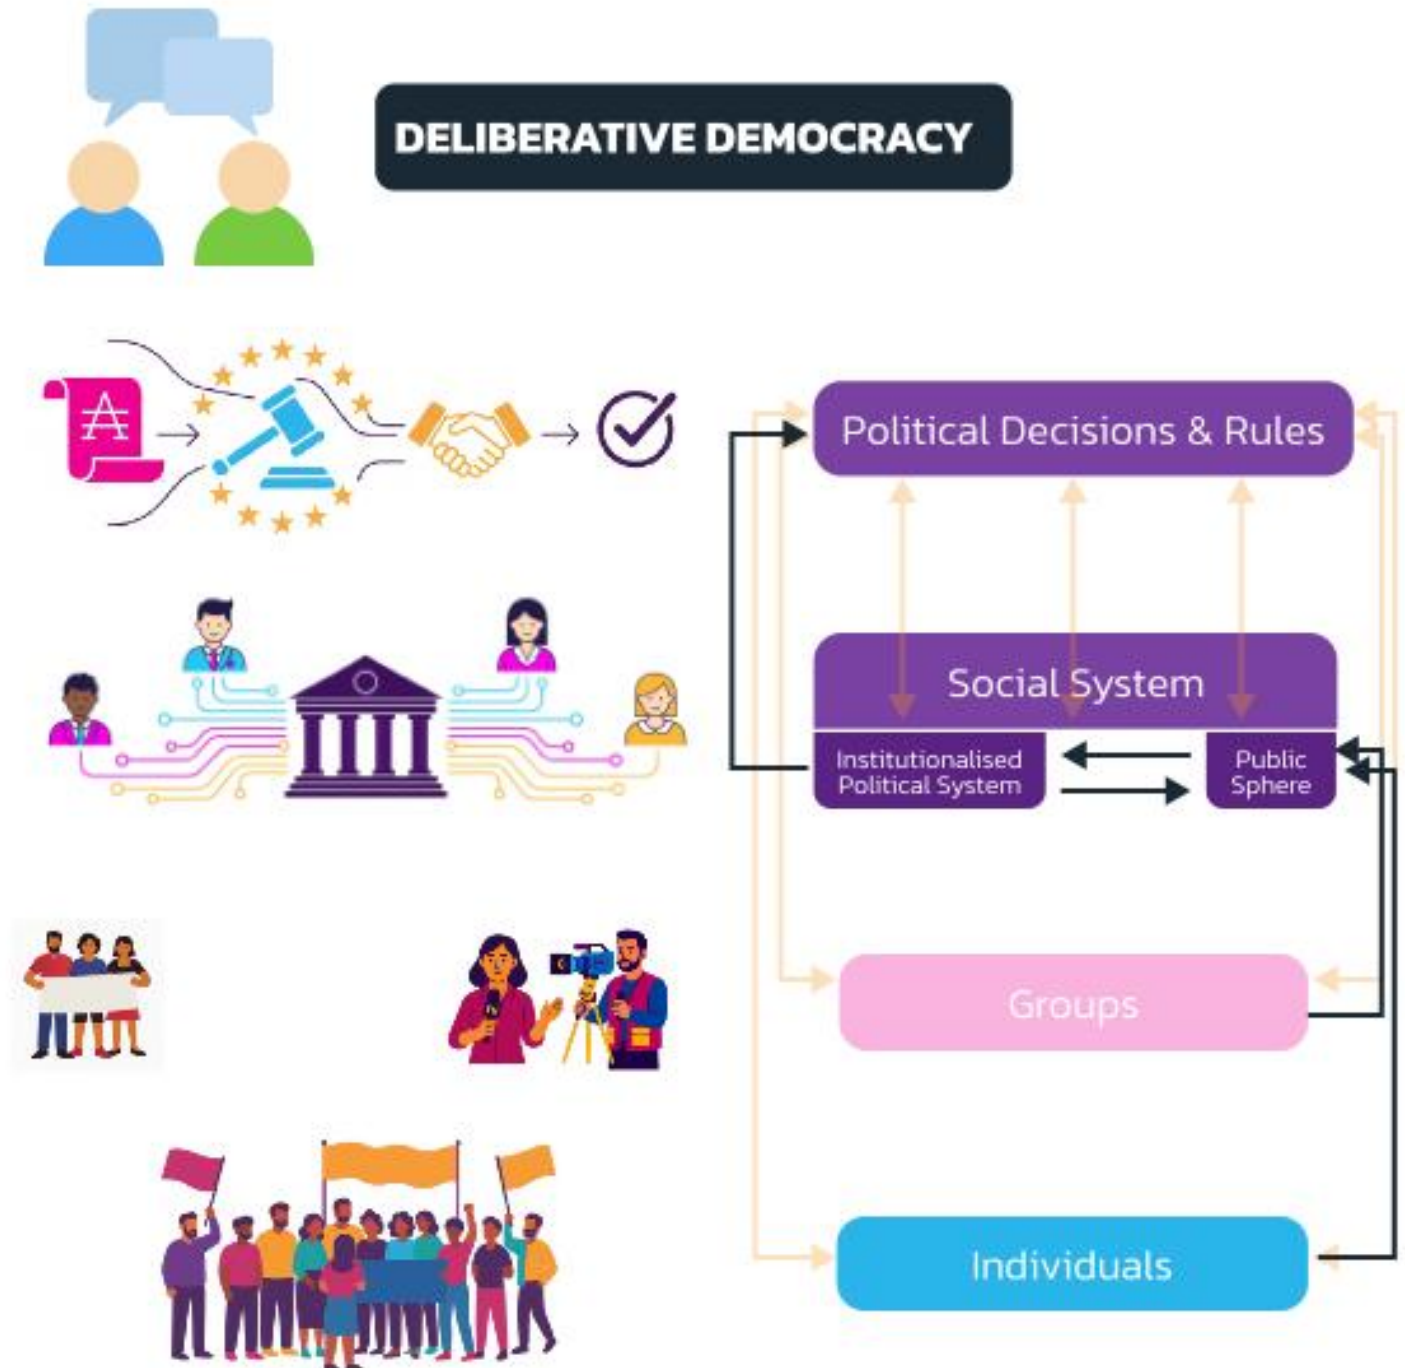 DELIBERATIVE DEMOCRACY
Political Decisions & Rules
Social System
Institutionalised
Political System
Public
Sphere
Groups
Individuals